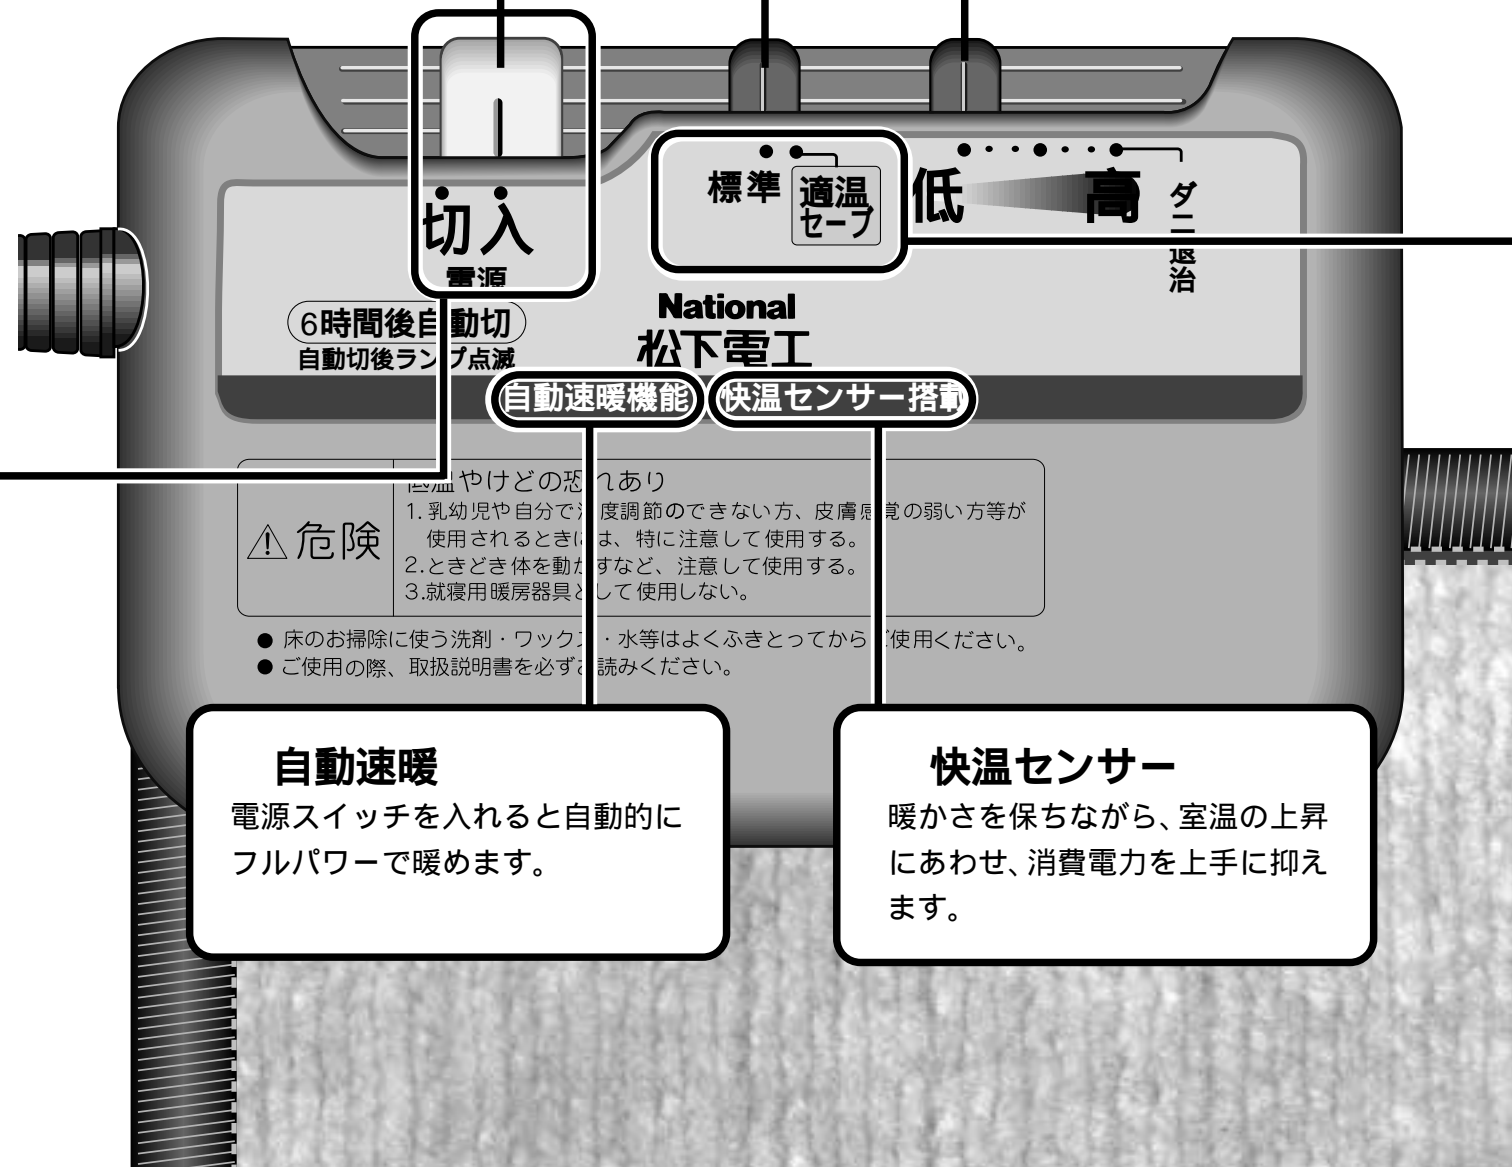 標準
適温
セーブ
低
高
ダニ退治
切 入
電源
6時間後自動切
自動切後ランプ点滅
National
松下電工
自動速暖機能
快温センサー搭載
危険
低温やけどの恐れあり
1.乳幼児や自分で温度調節のできない方、皮膚感覚の弱い方等が
使用されるときには、特に注意して使用する。
2.ときどき体を動かすなど、注意して使用する。
3.就寝用暖房器具として使用しない。
● 床のお掃除に使う洗剤・ワックス・水等はよくふきとってからご使用ください。
● ご使用の際、取扱説明書を必ずお読みください。
自動速暖
電源スイッチを入れると自動的に
フルパワーで暖めます。
快温センサー
暖かさを保ちながら、室温の上昇
にあわせ、消費電力を上手に抑え
ます。